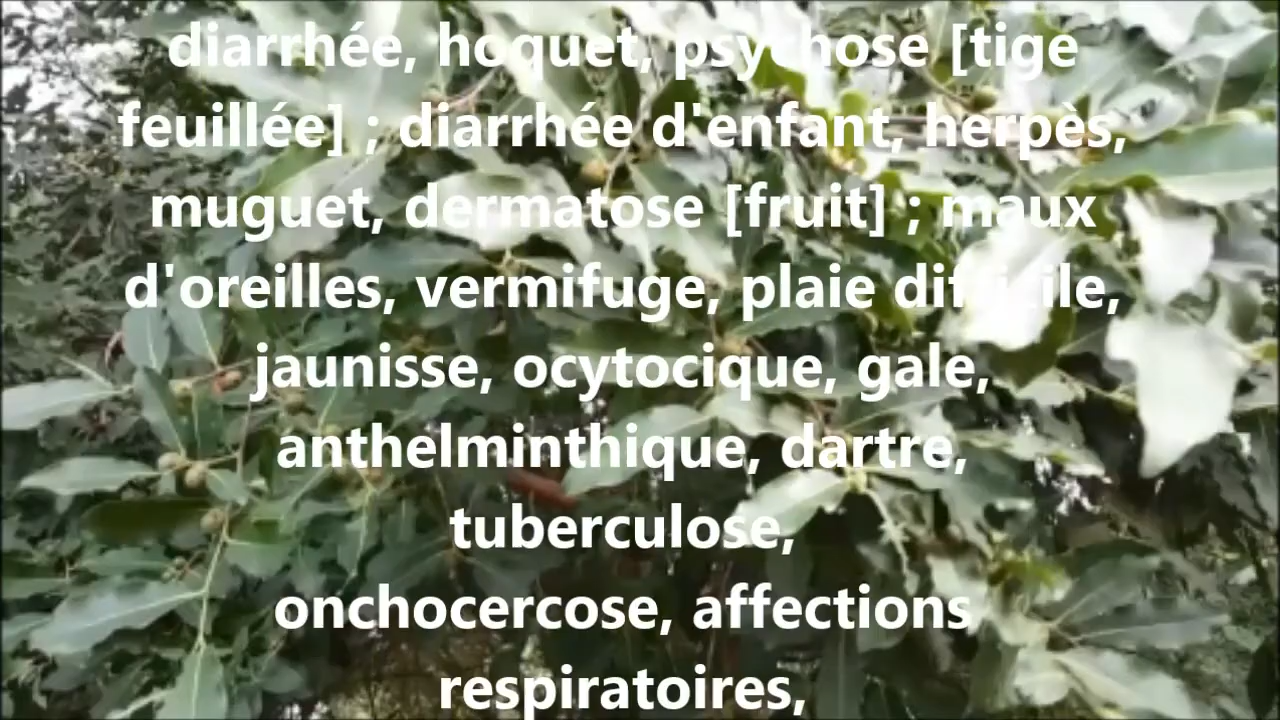 diarrhée, hoquet, psychose [tige
feuillée] ; diarrhée d'enfant, herpès,
muguet, dermatose [fruit] ; maux
d'oreilles, vermifuge, plaie difficile,
jaunisse, ocytocique, gale,
anthelminthique, dartre,
tuberculose,
onchocercose, affections
respiratoires,